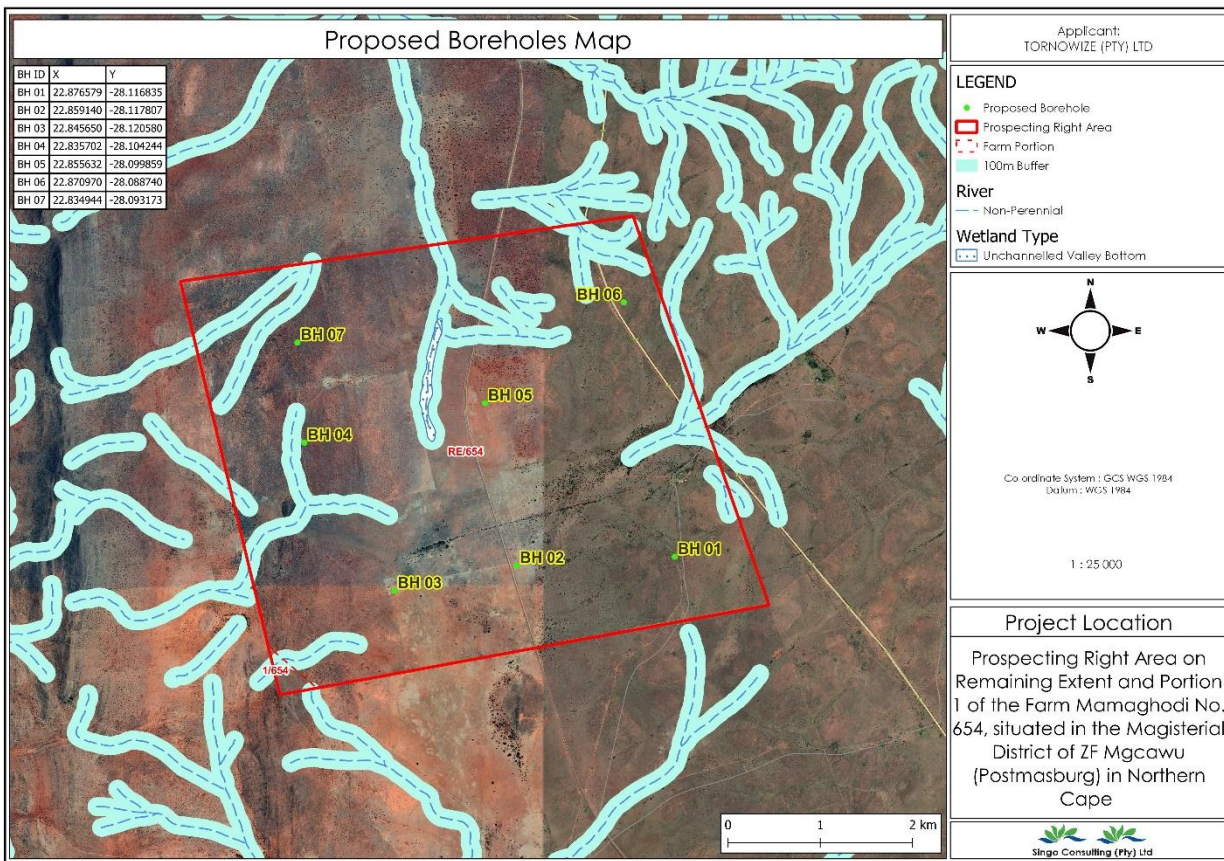 Proposed Boreholes Map
BH ID X Y
BH 01 22.876579 -28.116835
BH 02 22.859140 -28.117807
BH 03 22.845650 -28.120580
BH 04 22.835702 -28.104244
BH 05 22.855632 -28.099859
BH 06 22.870970 -28.088740
BH 07 22.834944 -28.093173
BH 06
BH 07
BH 05
BH 04
RE/654
BH 02
BH 01
BH 03
1/654
0 1 2 km
Applicant:
TORNOWIZE (PTY) LTD
LEGEND
Proposed Borehole
Prospecting Right Area
Farm Portion
100m Buffer
River
Non-Perennial
Wetland Type
Unchannelled Valley Bottom
N
W E
S
Co ordinate System : GCS WGS 1984
Datum : WGS 1984
1 : 25 000
Project Location
Prospecting Right Area on
Remaining Extent and Portion
1 of the Farm Mamaghodi No.
654, situated in the Magisterial
District of ZF Mgcawu
(Postmasburg) in Northern
Cape
Singo Consulting (Pty) Ltd